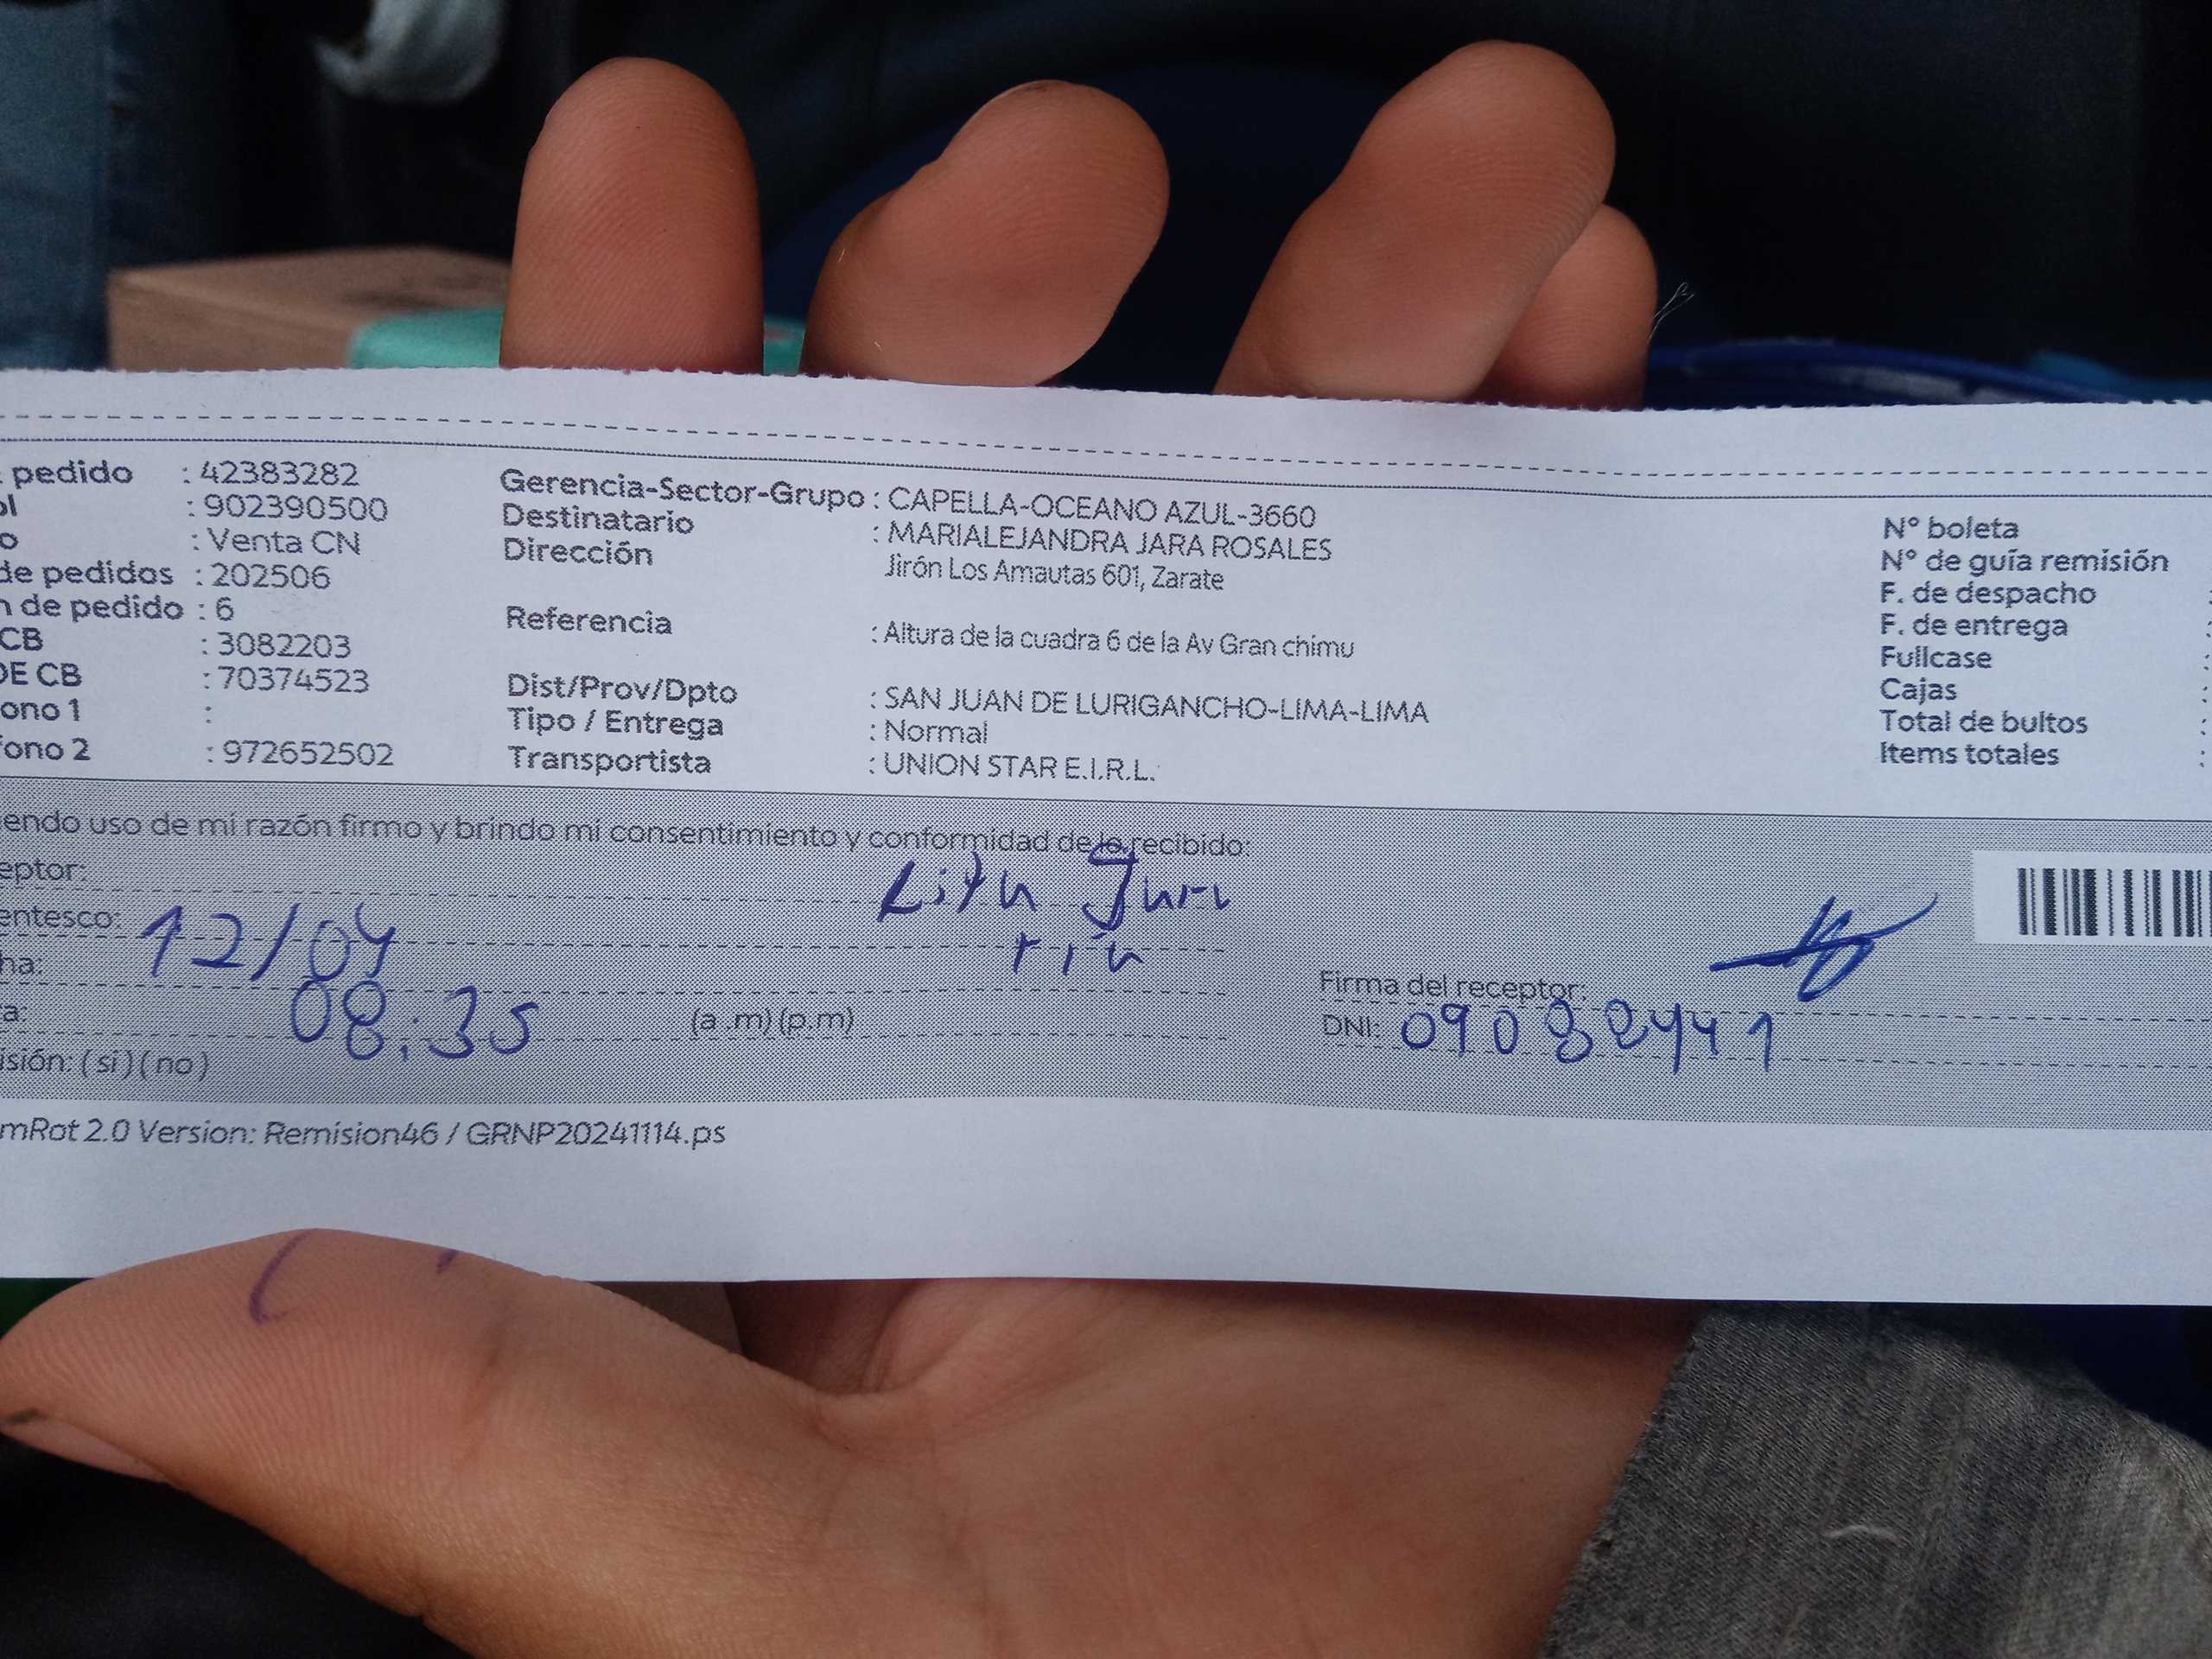 pedido : 42383282
ol : 902390500
o : Venta CN
de pedidos : 202506
n de pedido : 6
CB : 3082203
DE CB : 70374523
ono 1 :
fono 2 : 972652502
Gerencia-Sector-Grupo : CAPELLA-OCEANO AZUL-3660
Destinatario : MARIALEJANDRA JARA ROSALES
Dirección Jirón Los Amautas 601, Zarate
Referencia : Altura de la cuadra 6 de la Av Gran chimu
Dist/Prov/Dpto : SAN JUAN DE LURIGANCHO-LIMA-LIMA
Tipo / Entrega : Normal
Transportista : UNION STAR E.I.R.L.
N° boleta
N° de guía remisión
F. de despacho :
F. de entrega :
Fullcase :
Cajas :
Total de bultos :
Items totales :
endo uso de mi razón firmo y brindo mi consentimiento y conformidad de lo recibido:
eptor: Jara
entesco: tia
ha: 12/04
a: 08:35 (a .m) (p.m)
isión: ( si ) ( no )
Firma del receptor:
DNI:
mRot 2.0 Version: Remision46 / GRNP20241114.ps